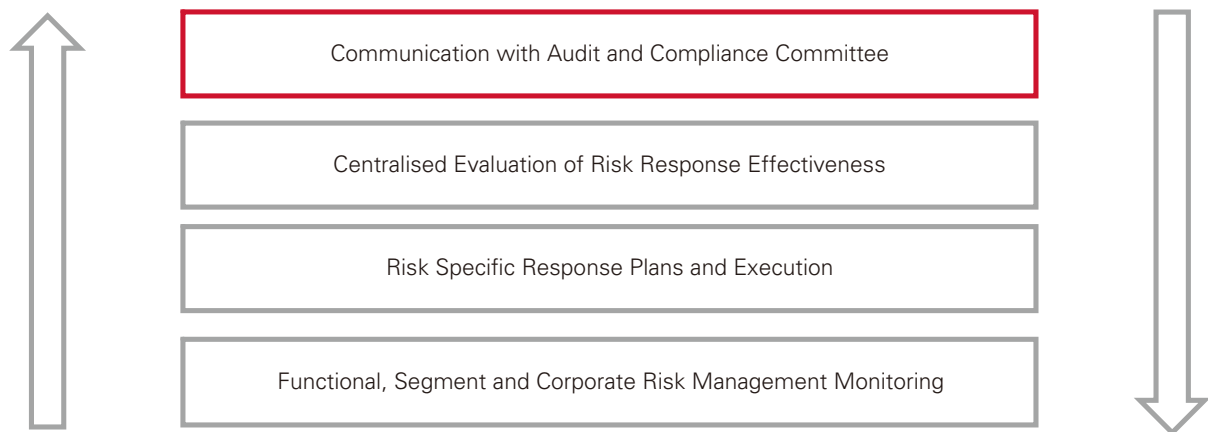 Communication with Audit and Compliance Committee
Centralised Evaluation of Risk Response Effectiveness
Risk Specific Response Plans and Execution
Functional, Segment and Corporate Risk Management Monitoring